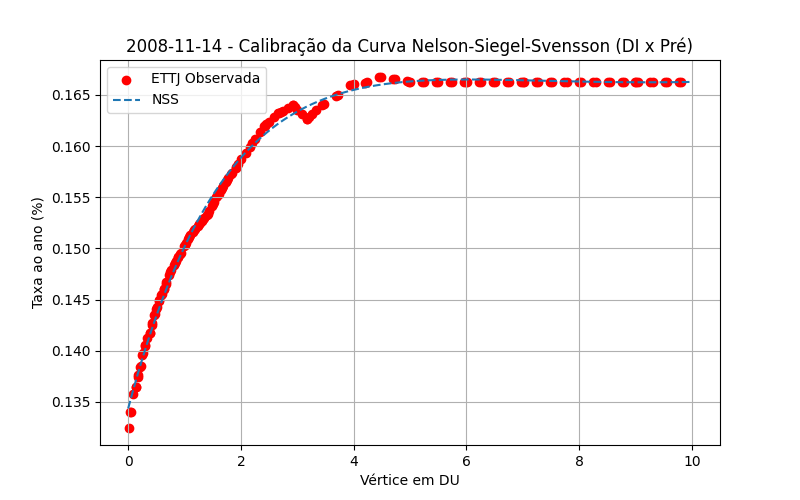 2008-11-14 - Calibração da Curva Nelson-Siegel-Svensson (DI x Pré)
ETTJ Observada
NSS
Taxa ao ano (%)
0.165
0.160
0.155
0.150
0.145
0.140
0.135
0 2 4 6 8 10
Vértice em DU